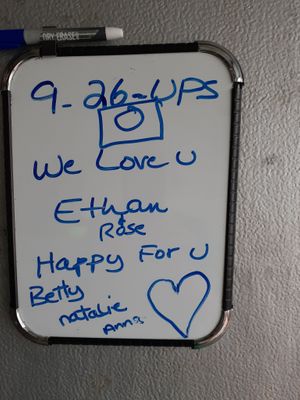 DRY-ERASE
9-26-UPS
We Love U
Ethan
& Rose
Happy For U
Betty
natalie
Anna